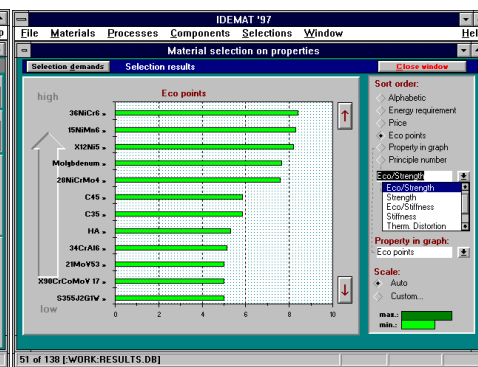 IDEMAT '97
File Materials Processes Components Selections Window Hel
Material selection on properties
Selection demands Selection results Close window
Sort order:
Alphabetic
Energy requirement
Price
Eco points
Property in graph
Principle number
Eco/Strength
Eco/Strength
Strength
Eco/Stiffness
Stiffness
Therm. Distortion
Property in graph:
Eco points
Scale:
Auto
Custom...
max.:
min.:
high
Eco points
36NiCr6
15NiMn6
X12Ni5
Molybdenum
28NiCrMo4
C45
C35
HA
34CrAl6
21MoV53
X90CrCoMoV 17
S355J2G1W
low
0 2 4 6 8 10
51 of 138 [:WORK:RESULTS.DB]